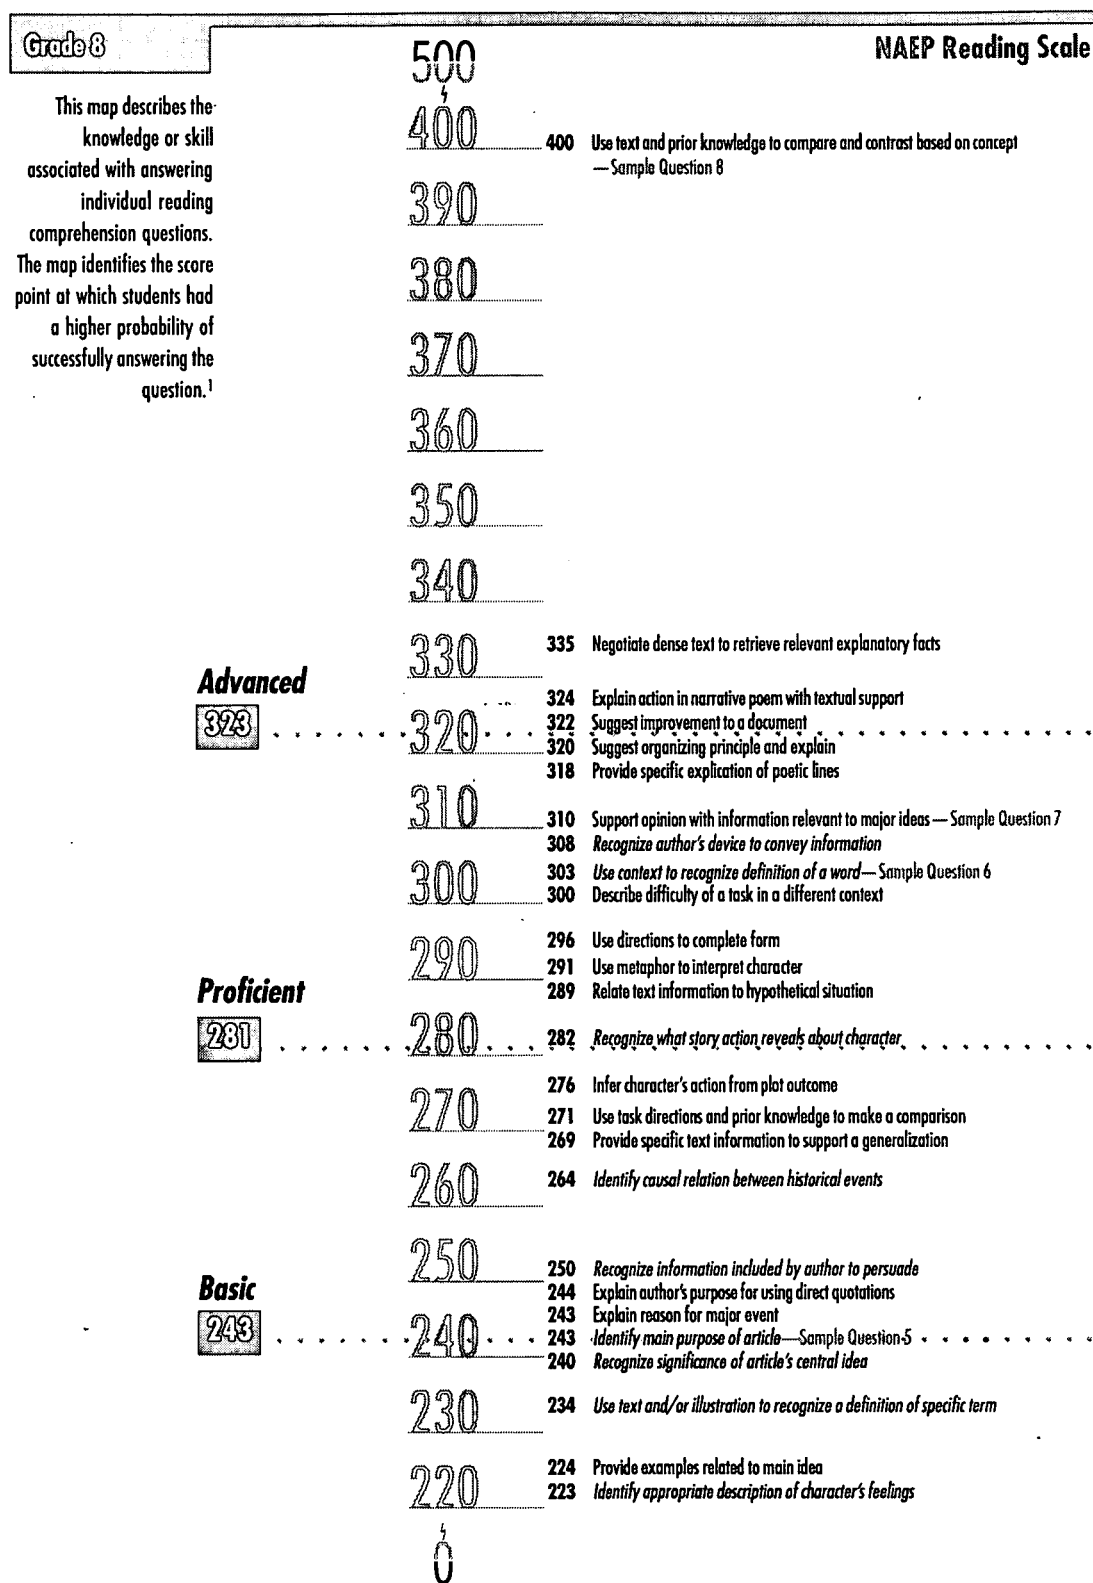 Grade 8
NAEP Reading Scale
This map describes the
knowledge or skill
associated with answering
individual reading
comprehension questions.
The map identifies the score
point at which students had
a higher probability of
successfully answering the
question.1
500
400
400 Use text and prior knowledge to compare and contrast based on concept
—Sample Question 8
390
380
370
360
350
340
330
335 Negotiate dense text to retrieve relevant explanatory facts
Advanced
323
324 Explain action in narrative poem with textual support
320
322 Suggest improvement to a document
320 Suggest organizing principle and explain
318 Provide specific explication of poetic lines
310
310 Support opinion with information relevant to major ideas — Sample Question 7
308 Recognize author's device to convey information
300
303 Use context to recognize definition of a word— Sample Question 6
300 Describe difficulty of a task in a different context
290
296 Use directions to complete form
291 Use metaphor to interpret character
289 Relate text information to hypothetical situation
Proficient
281
280
282 Recognize what story action reveals about character
270
276 Infer character's action from plot outcome
271 Use task directions and prior knowledge to make a comparison
269 Provide specific text information to support a generalization
260
264 Identify causal relation between historical events
250
250 Recognize information included by author to persuade
244 Explain author's purpose for using direct quotations
Basic
243
240
243 Explain reason for major event
243 Identify main purpose of article—Sample Question 5
240 Recognize significance of article's central idea
230
234 Use text and/or illustration to recognize a definition of specific term
220
224 Provide examples related to main idea
223 Identify appropriate description of character's feelings
0